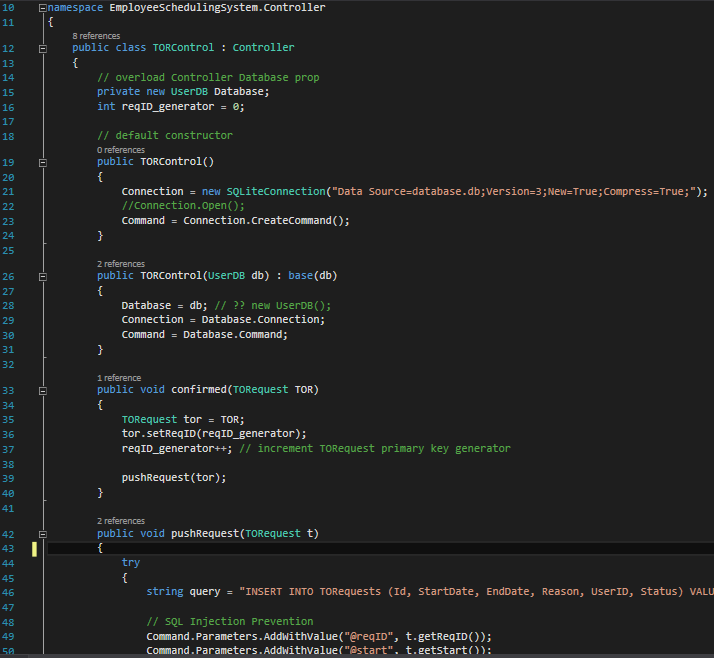 10 namespace EmployeeSchedulingSystem.Controller
11 {
8 references
12 public class TORControl : Controller
13 {
14 // overload Controller Database prop
15 private new UserDB Database;
16 int reqID_generator = 0;
17
18 // default constructor
0 references
19 public TORControl()
20 {
21 Connection = new SQLiteConnection("Data Source=database.db;Version=3;New=True;Compress=True;");
22 //Connection.Open();
23 Command = Connection.CreateCommand();
24 }
25
2 references
26 public TORControl(UserDB db) : base(db)
27 {
28 Database = db; // ?? new UserDB();
29 Connection = Database.Connection;
30 Command = Database.Command;
31 }
32
1 reference
33 public void confirmed(TORequest TOR)
34 {
35 TORequest tor = TOR;
36 tor.setReqID(reqID_generator);
37 reqID_generator++; // increment TORequest primary key generator
38
39 pushRequest(tor);
40 }
41
2 references
42 public void pushRequest(TORequest t)
43 {
44 try
45 {
46 string query = "INSERT INTO TORequests (Id, StartDate, EndDate, Reason, UserID, Status) VALU
47
48 // SQL Injection Prevention
49 Command.Parameters.AddWithValue("@reqID", t.getReqID());
50 Command.Parameters.AddWithValue("@start", t.getStart());